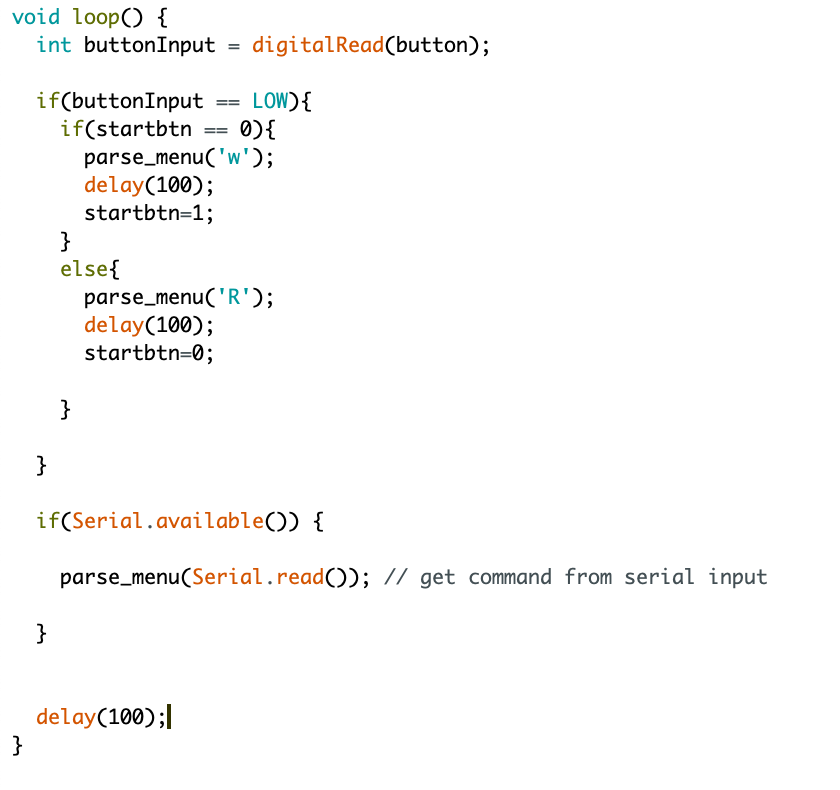 void loop() {
  int buttonInput = digitalRead(button);
  if(buttonInput == LOW){
    if(startbtn == 0){
      parse_menu('w');
      delay(100);
      startbtn=1;
    }
    else{
      parse_menu('R');
      delay(100);
      startbtn=0;
    }
  }
  if(Serial.available()) {
    parse_menu(Serial.read()); // get command from serial input
  }
  delay(100);
}